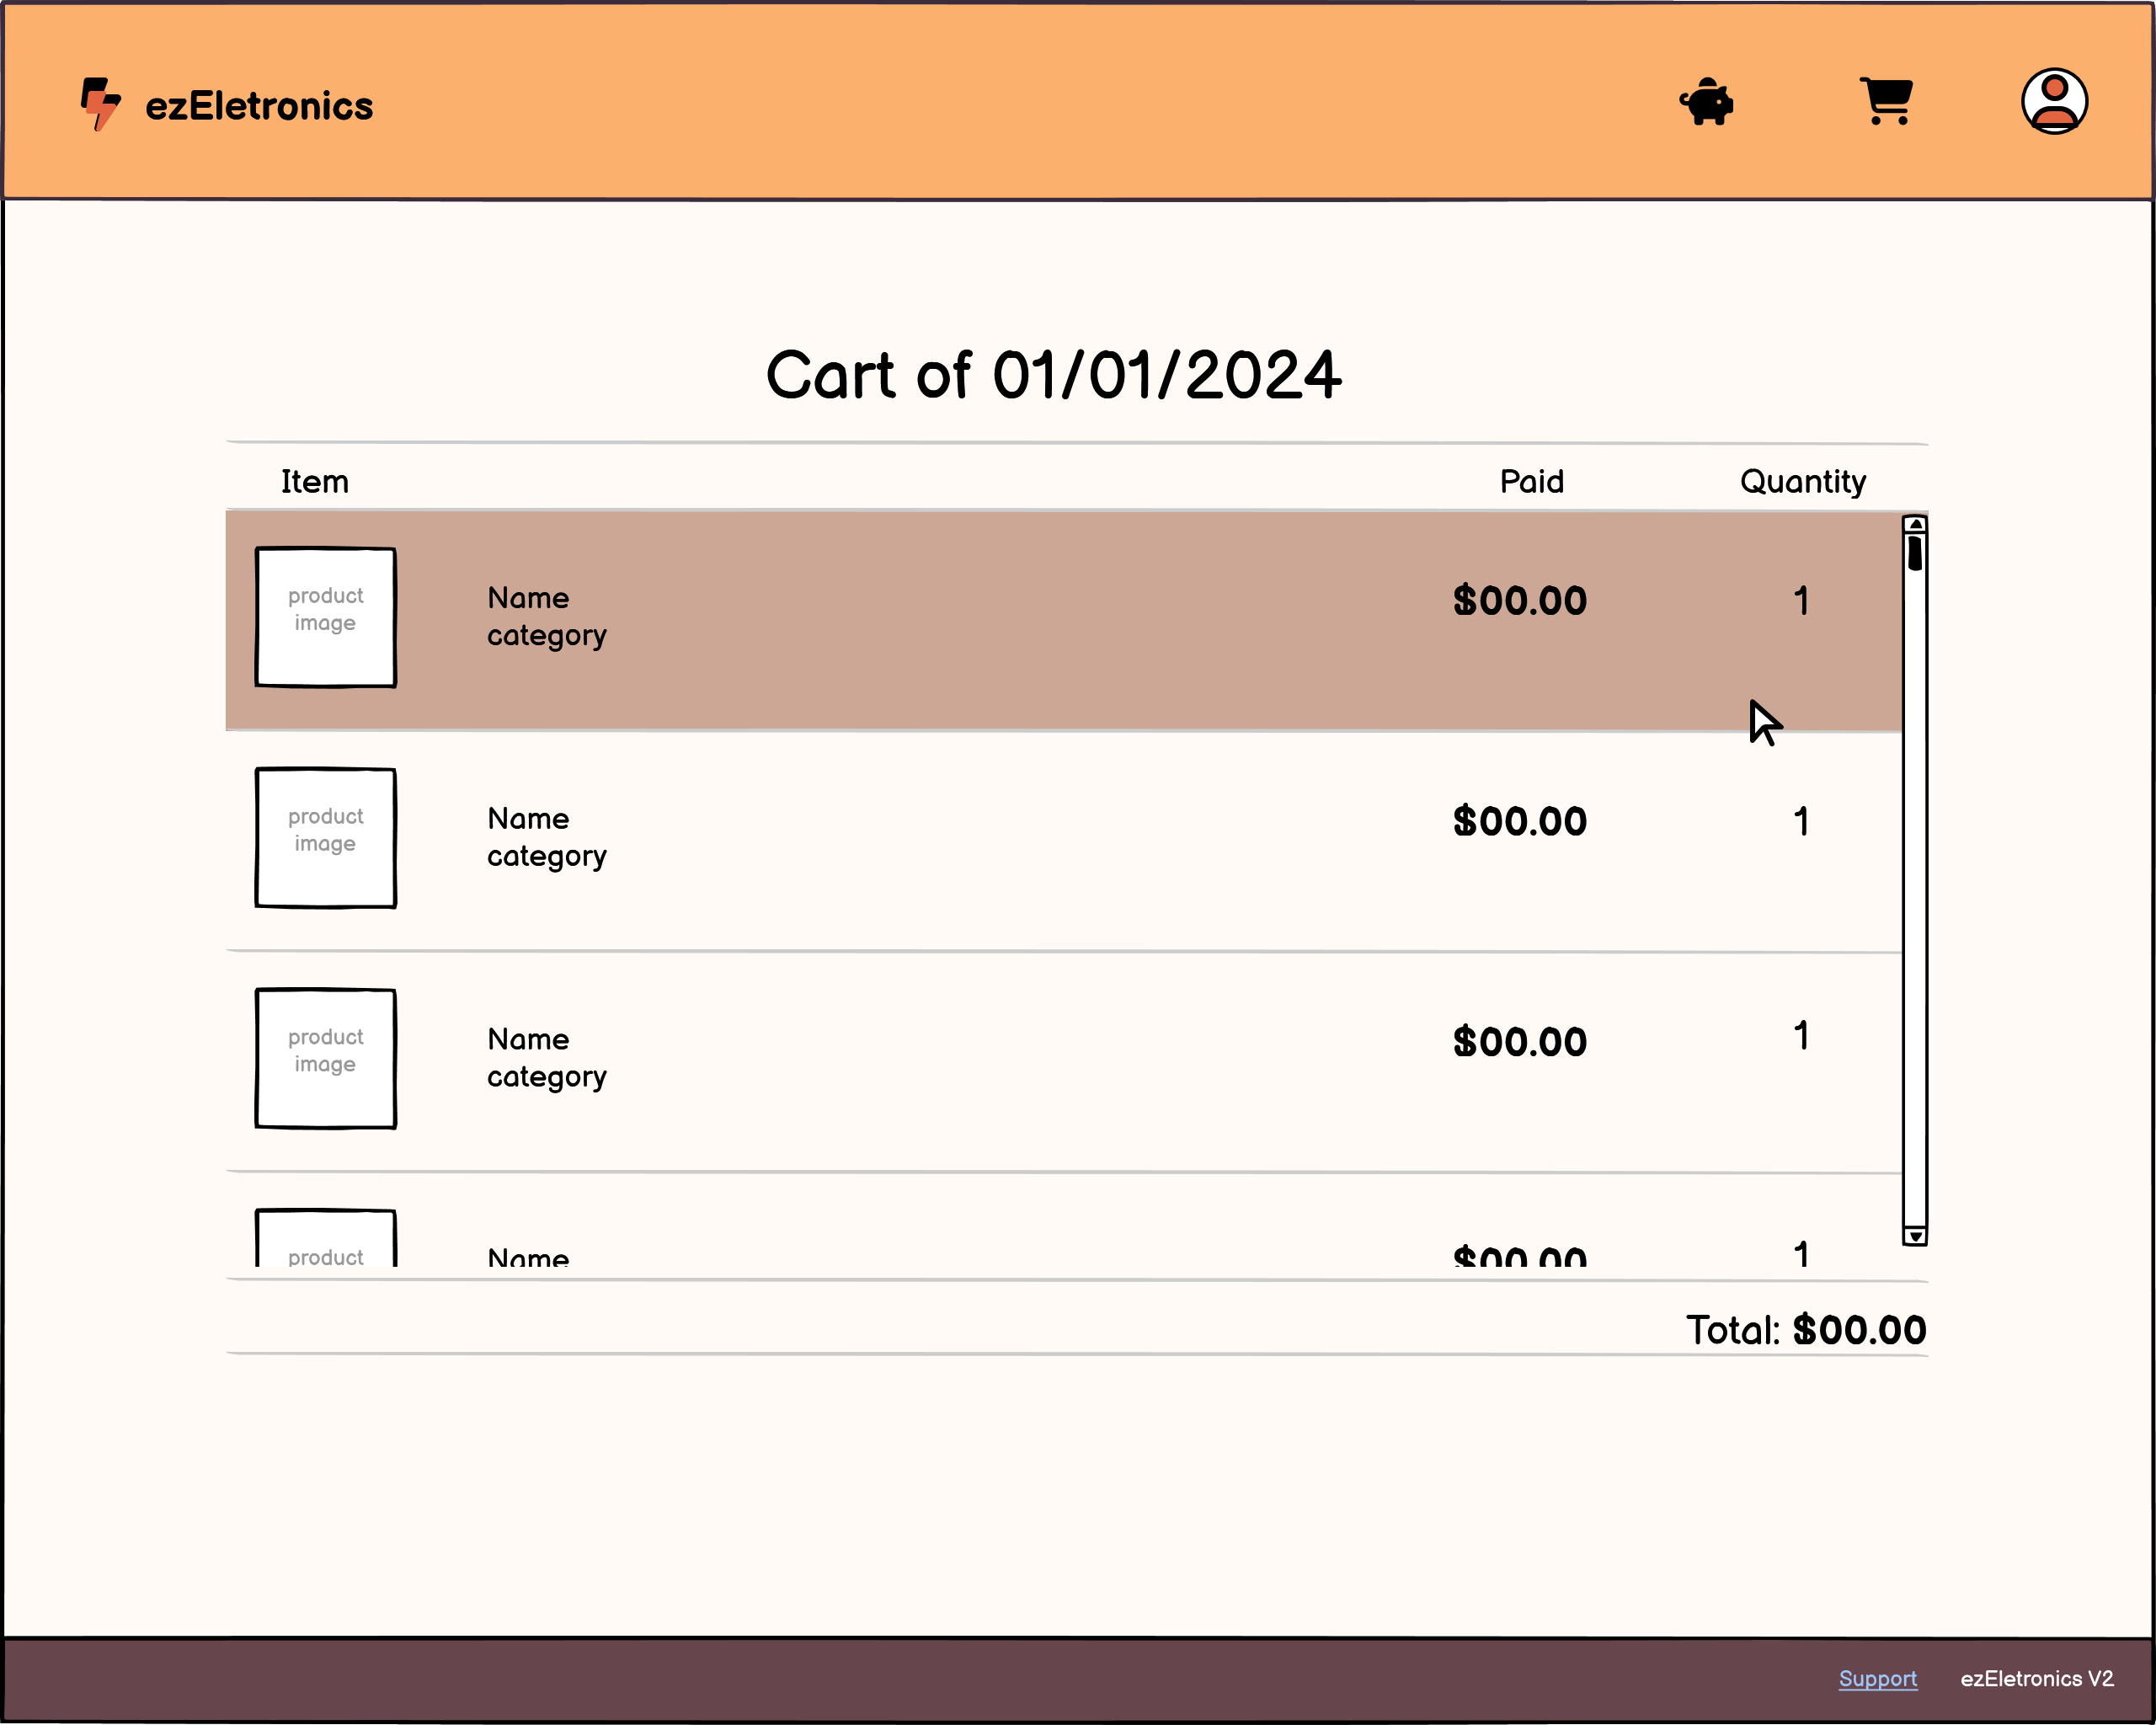 ezEletronics
Cart of 01/01/2024
Item Paid Quantity
product
image
Name
category
$00.00 1
product
image
Name
category
$00.00 1
product
image
Name
category
$00.00 1
product
Name
$00.00 1
Total: $00.00
Support ezEletronics V2